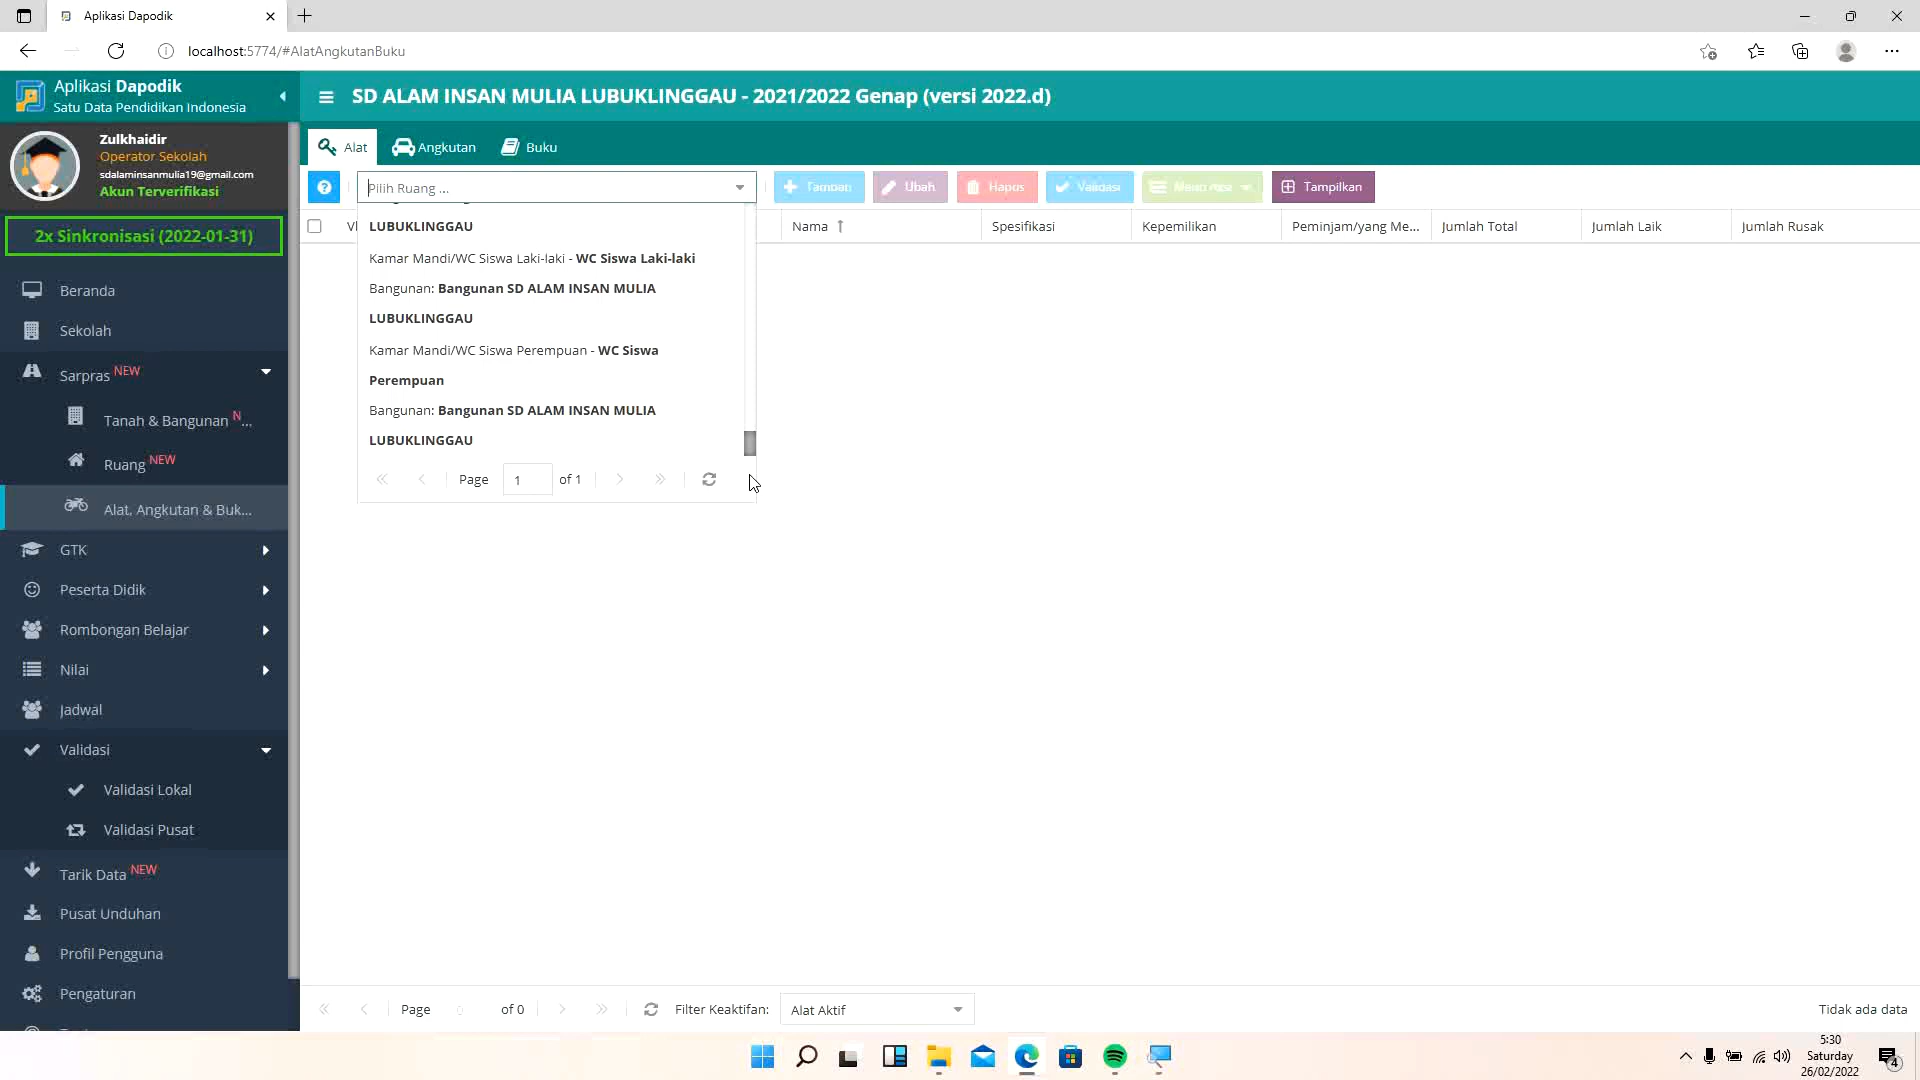 Aplikasi Dapodik
localhost:5774/#AlatAngkutanBuku
Aplikasi Dapodik
Satu Data Pendidikan Indonesia
SD ALAM INSAN MULIA LUBUKLINGGAU - 2021/2022 Genap (versi 2022.d)
Zulkhaidir
Operator Sekolah
sdalaminsanmulia19@gmail.com
Akun Terverifikasi
2x Sinkronisasi (2022-01-31)
Beranda
Sekolah
Sarpras NEW
Tanah & Bangunan N...
Ruang NEW
Alat, Angkutan & Buk...
GTK
Peserta Didik
Rombongan Belajar
Nilai
Jadwal
Validasi
Validasi Lokal
Validasi Pusat
Tarik Data NEW
Pusat Unduhan
Profil Pengguna
Pengaturan
Alat
Angkutan
Buku
Pilih Ruang ...
Tambah
Ubah
Hapus
Validasi
Menu Aksi
Tampilkan
Nama
Spesifikasi
Kepemilikan
Peminjam/yang Me...
Jumlah Total
Jumlah Laik
Jumlah Rusak
LUBUKLINGGAU
Kamar Mandi/WC Siswa Laki-laki - WC Siswa Laki-laki
Bangunan: Bangunan SD ALAM INSAN MULIA
LUBUKLINGGAU
Kamar Mandi/WC Siswa Perempuan - WC Siswa
Perempuan
Bangunan: Bangunan SD ALAM INSAN MULIA
LUBUKLINGGAU
Page 1 of 1
Page 0 of 0
Filter Keaktifan:
Alat Aktif
Tidak ada data
5:30
Saturday
26/02/2022
4